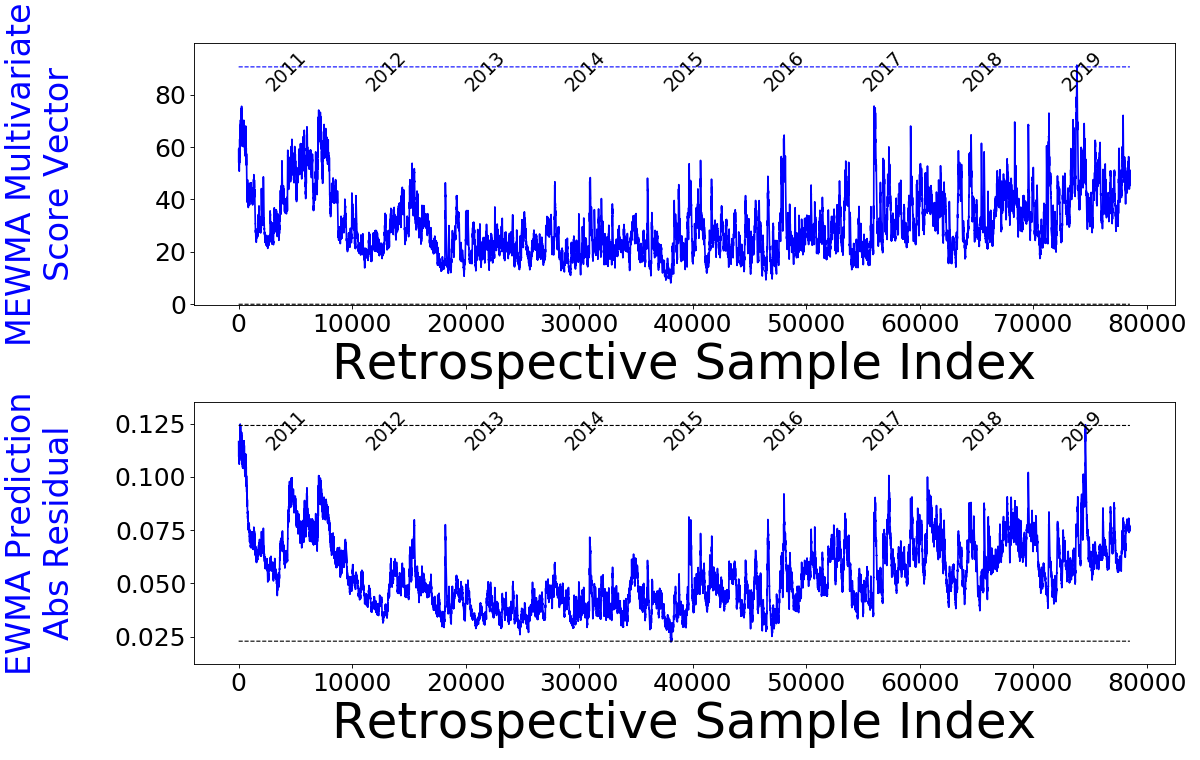 MEWMA Multivariate
Score Vector
80
60
40
20
0
2011 2012 2013 2014 2015 2016 2017 2018 2019
0 10000 20000 30000 40000 50000 60000 70000 80000
Retrospective Sample Index
EWMA Prediction
Abs Residual
0.125
0.100
0.075
0.050
0.025
2011 2012 2013 2014 2015 2016 2017 2018 2019
0 10000 20000 30000 40000 50000 60000 70000 80000
Retrospective Sample Index